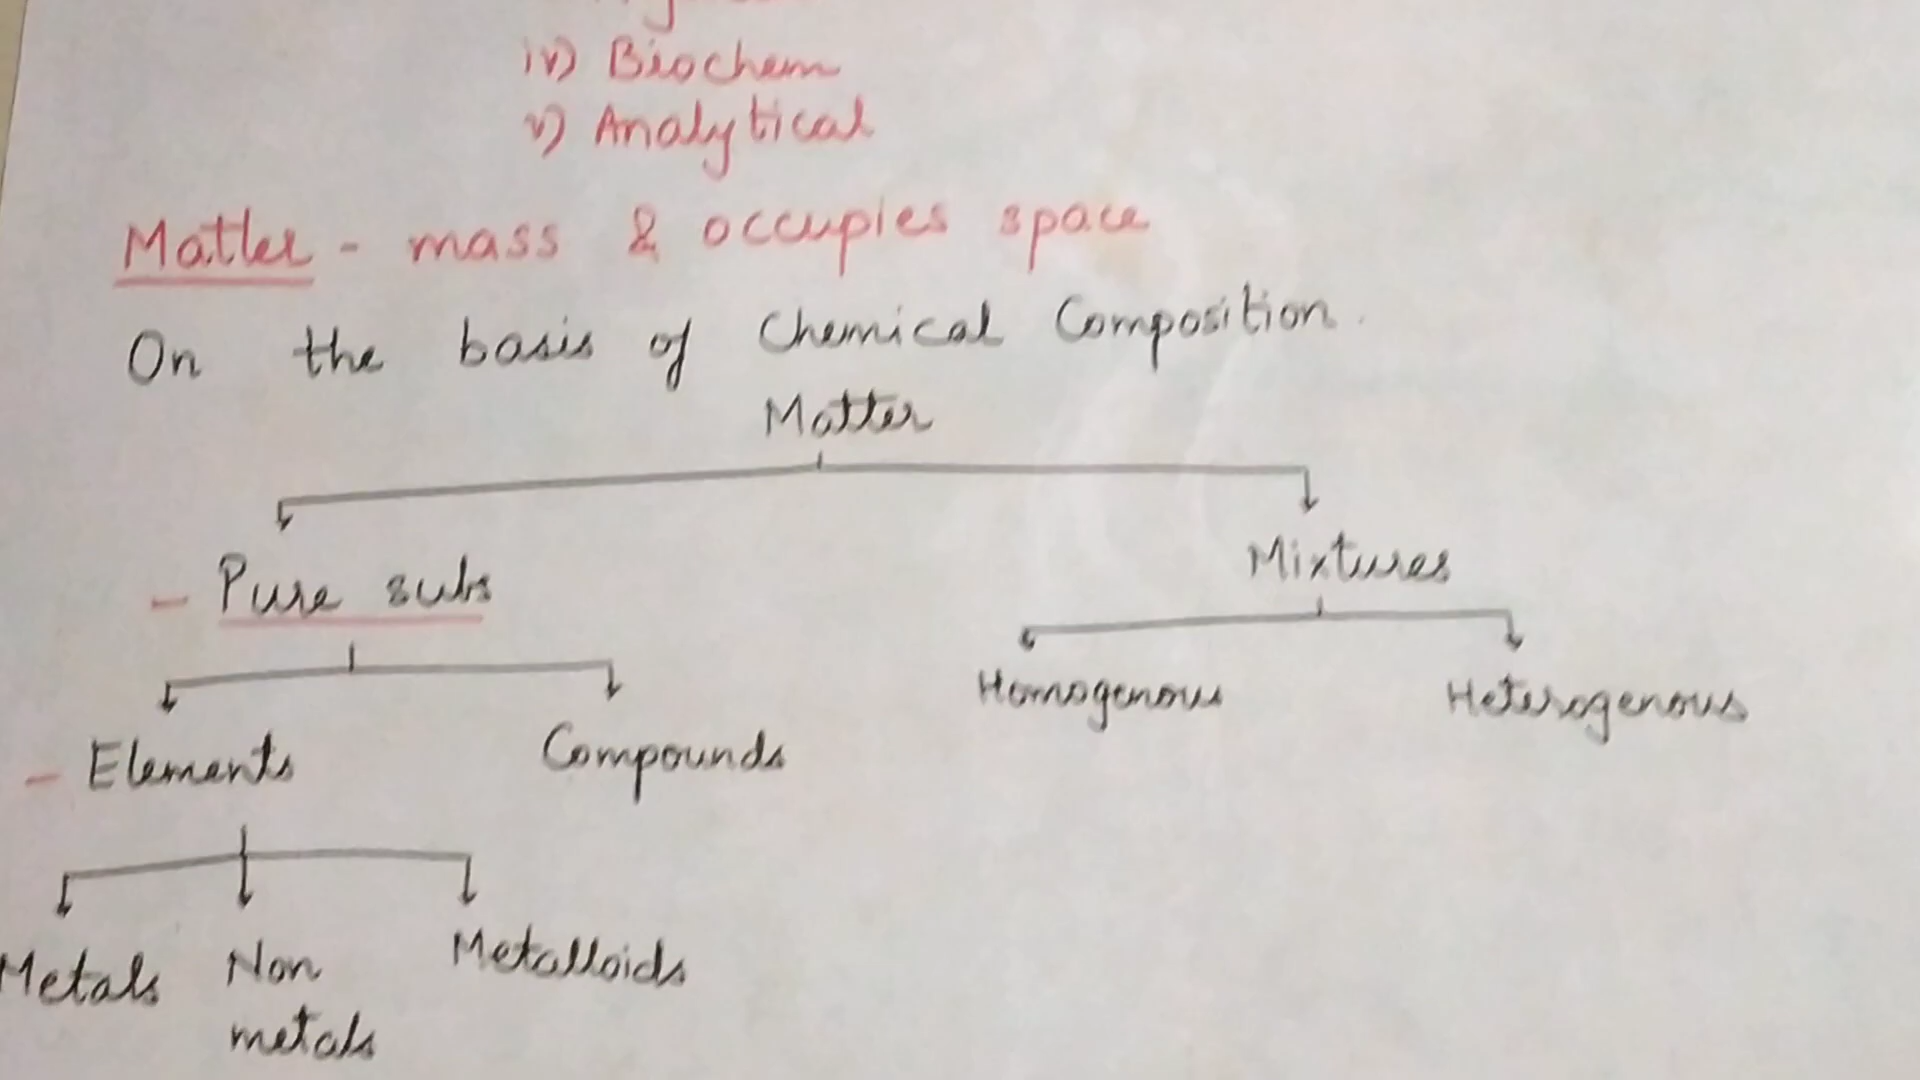 iv) Biochem
v) Analytical
Matter - mass & occupies space
On the basis of Chemical Composition.
Matter
- Pure subs
Mixtures
Homogenous
Heterogenous
- Elements
Compounds
Metals
Non
metals
Metalloids